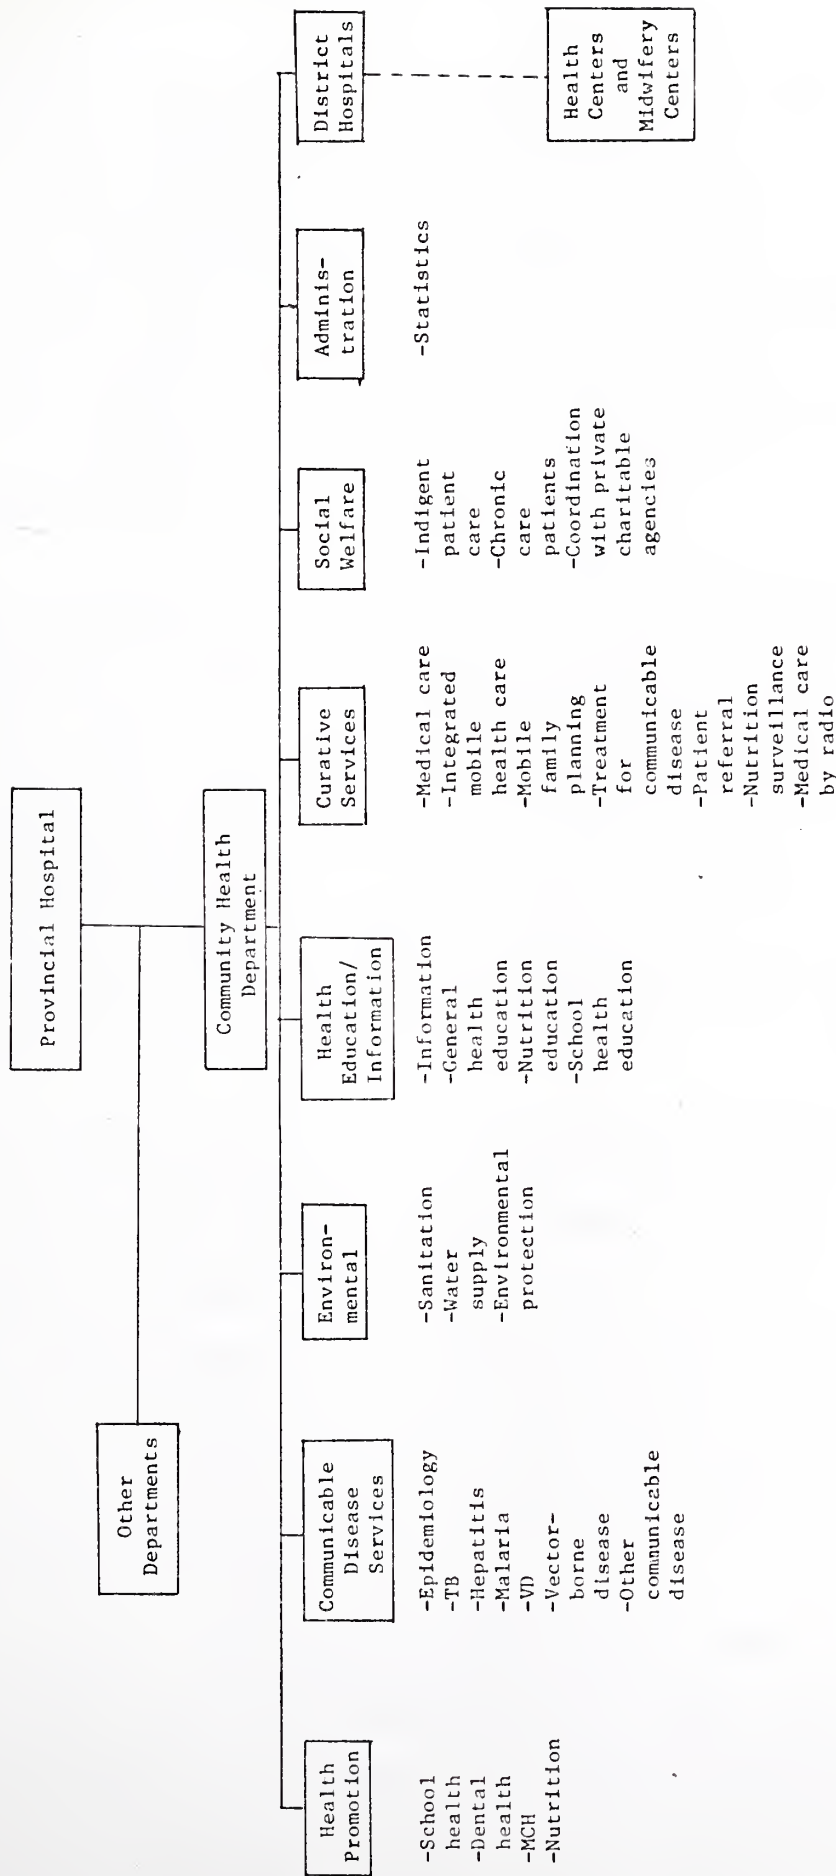 Provincial Hospital
Other
Departments
Community Health
Department
Health
Promotion
-School
health
-Dental
health
-MCH
-Nutrition
Communicable
Disease
Services
-Epidemiology
-TB
-Hepatitis
-Malaria
-VD
-Vector-
borne
disease
-Other
communicable
disease
Environ-
mental
-Sanitation
-Water
supply
-Environmental
protection
Health
Education/
Information
-Information
-General
health
education
-Nutrition
education
-School
health
education
Curative
Services
-Medical care
-Integrated
mobile
health care
-Mobile
family
planning
-Treatment
for
communicable
disease
-Patient
referral
-Nutrition
surveillance
-Medical care
by radio
Social
Welfare
-Indigent
patient
care
-Chronic
care
patients
-Coordination
with private
charitable
agencies
Adminis-
tration
-Statistics
District
Hospitals
Health
Centers
and
Midwifery
Centers